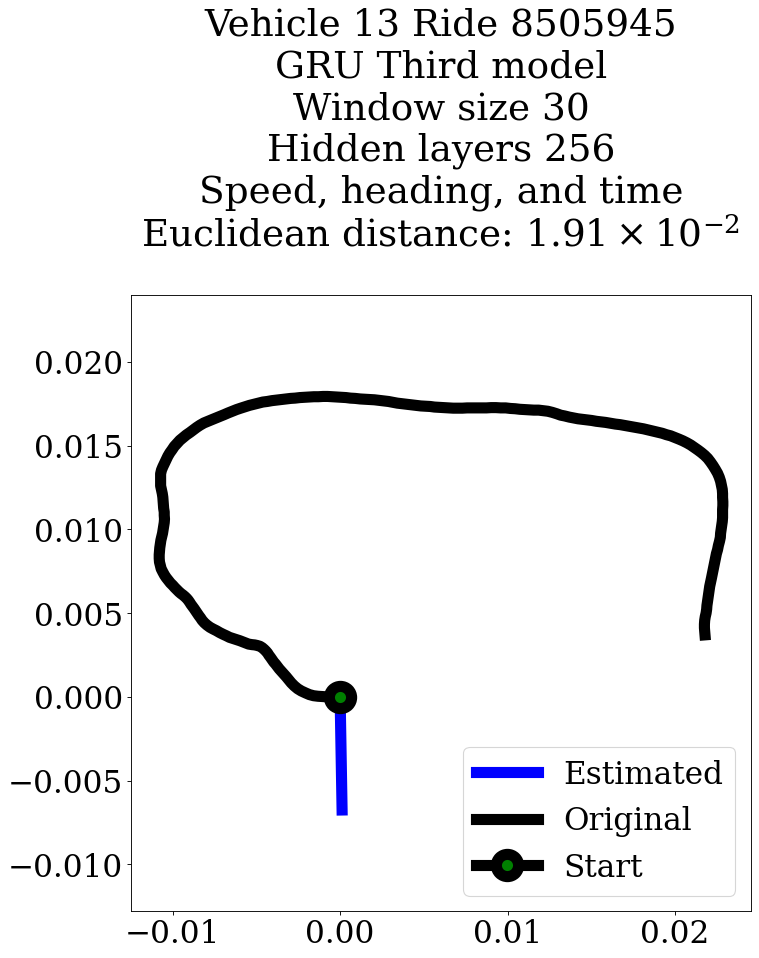 Vehicle 13 Ride 8505945
GRU Third model
Window size 30
Hidden layers 256
Speed, heading, and time
Euclidean distance: 1.91 × 10⁻²
0.020
0.015
0.010
0.005
0.000
−0.005
−0.010
Estimated
Original
Start
−0.01 0.00 0.01 0.02